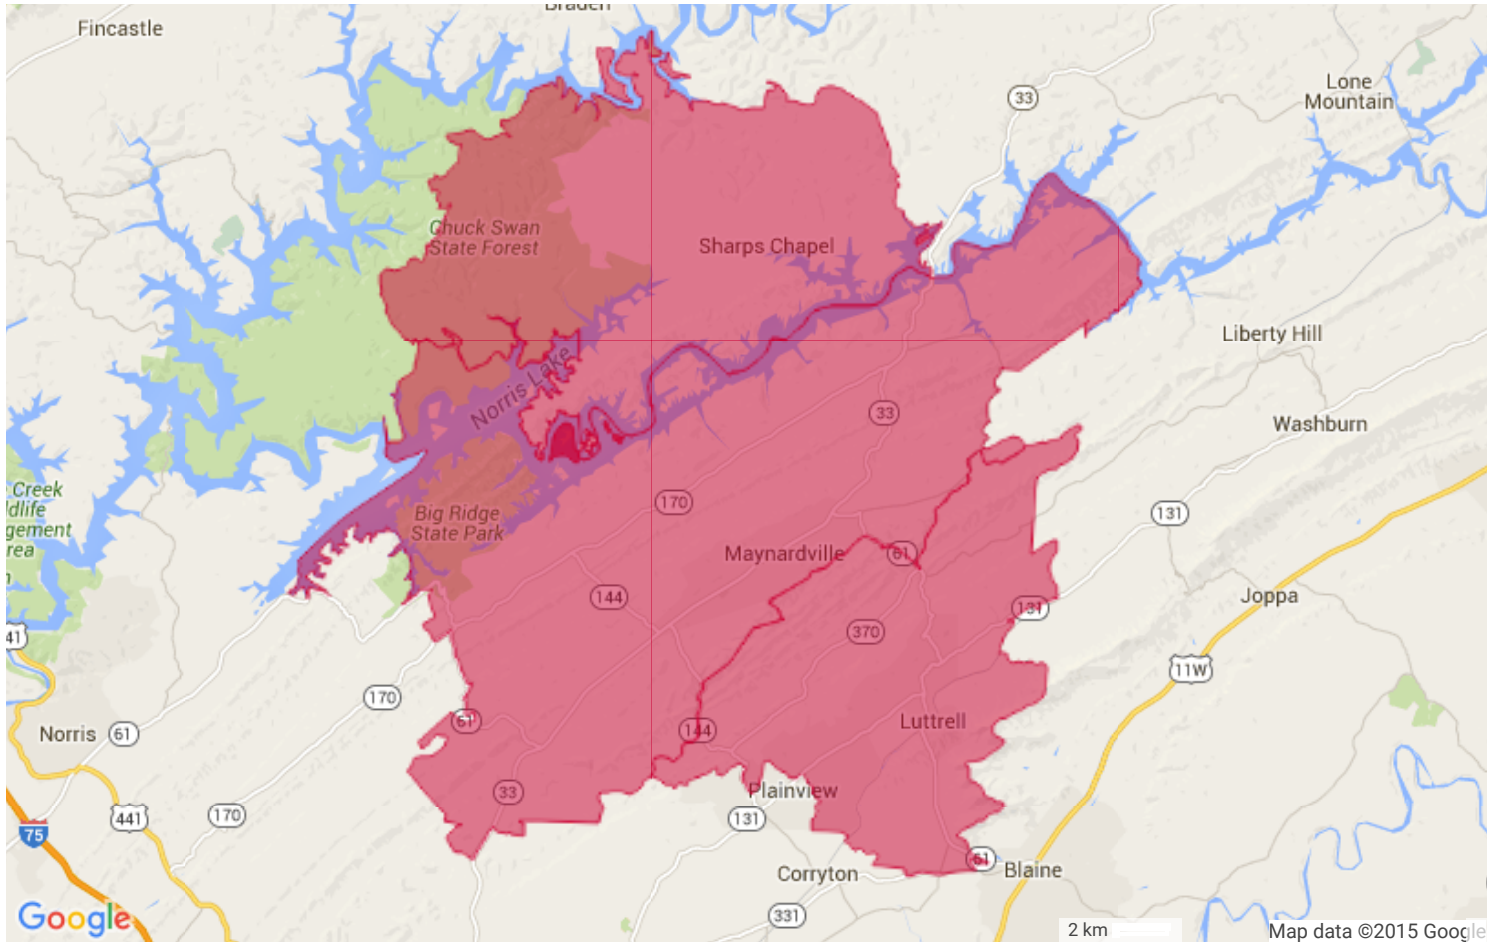 Braden
Fincastle
33
Lone
Mountain
Chuck Swan
State Forest
Sharps Chapel
Liberty Hill
Norris Lake
33
Washburn
Creek
ldlife
gement
rea
170
131
Big Ridge
State Park
Maynardville
61
144
131
Joppa
41
370
11W
170
61
144
Luttrell
Norris
61
33
Plainview
170
441
131
75
61
Corryton
Blaine
331
Google
2 km
Map data ©2015 Google